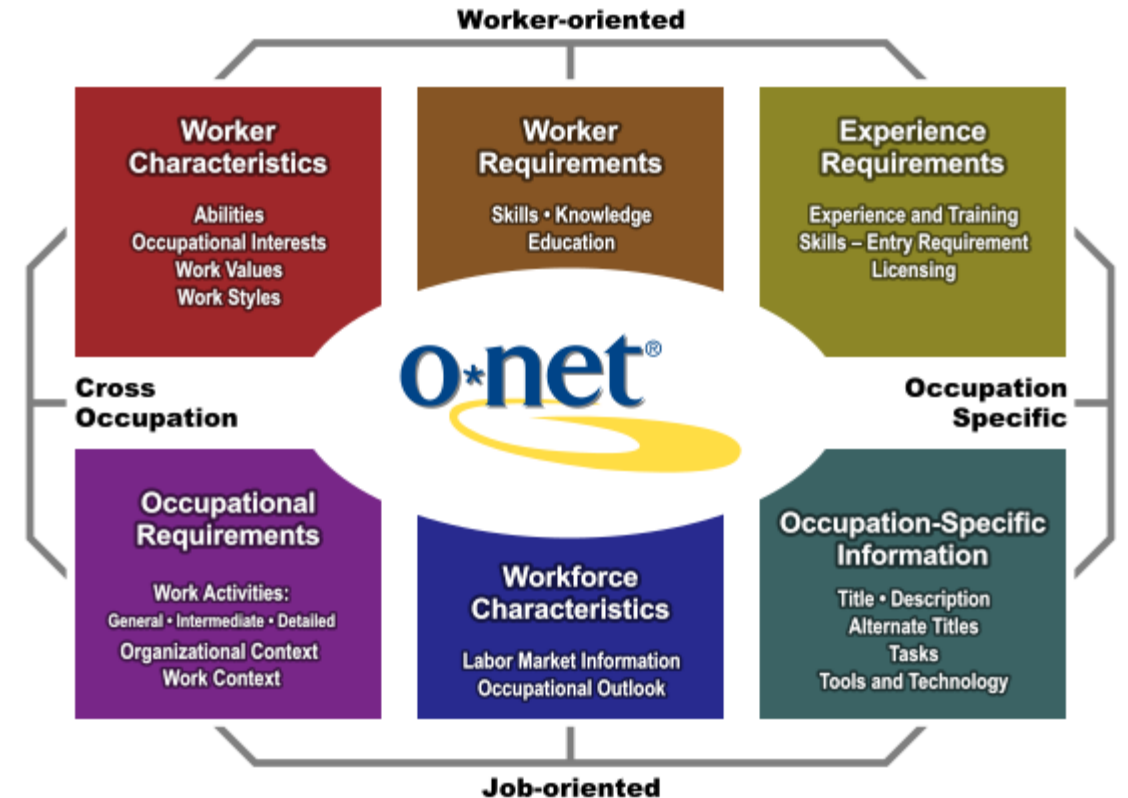 Worker-oriented
Worker
Characteristics
Abilities
Occupational Interests
Work Values
Work Styles
Worker
Requirements
Skills • Knowledge
Education
Experience
Requirements
Experience and Training
Skills – Entry Requirement
Licensing
Cross
Occupation
o*net®
Occupation
Specific
Occupational
Requirements
Work Activities:
General • Intermediate • Detailed
Organizational Context
Work Context
Workforce
Characteristics
Labor Market Information
Occupational Outlook
Occupation-Specific
Information
Title • Description
Alternate Titles
Tasks
Tools and Technology
Job-oriented